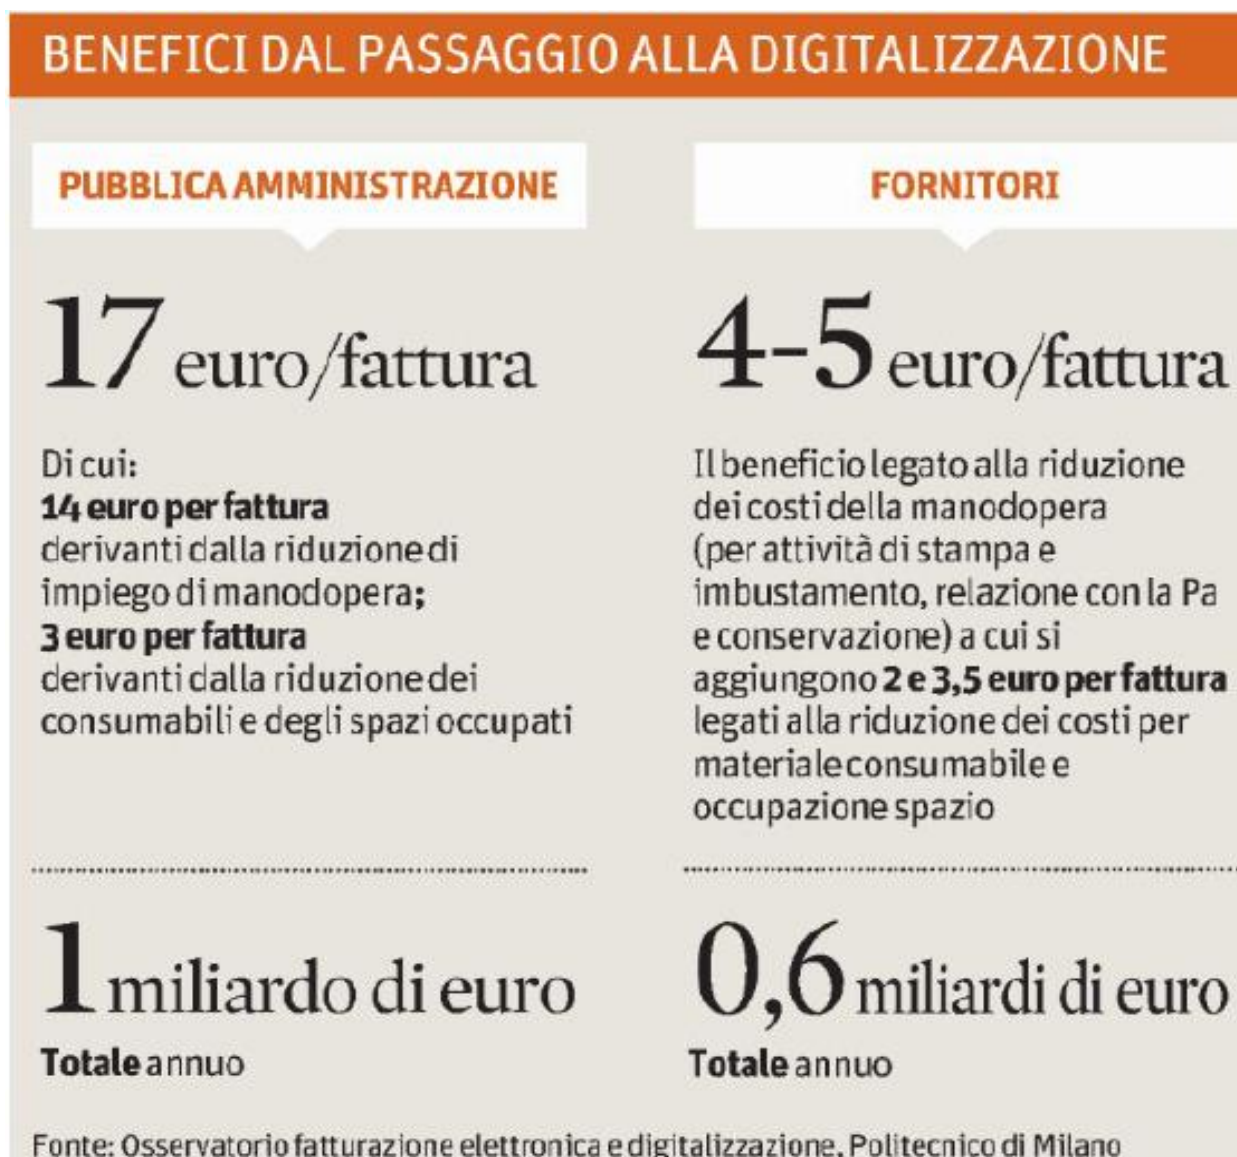 BENEFICI DAL PASSAGGIO ALLA DIGITALIZZAZIONE
PUBBLICA AMMINISTRAZIONE
17 euro/fattura
Di cui:
14 euro per fattura
derivanti dalla riduzione di
impiego di manodopera;
3 euro per fattura
derivanti dalla riduzione dei
consumabili e degli spazi occupati
1 miliardo di euro
Totale annuo
FORNITORI
4-5 euro/fattura
Il beneficio legato alla riduzione
dei costi della manodopera
(per attività di stampa e
imbustamento, relazione con la Pa
e conservazione) a cui si
aggiungono 2 e 3,5 euro per fattura
legati alla riduzione dei costi per
materiale consumabile e
occupazione spazio
0,6 miliardi di euro
Totale annuo
Fonte: Osservatorio fatturazione elettronica e digitalizzazione, Politecnico di Milano